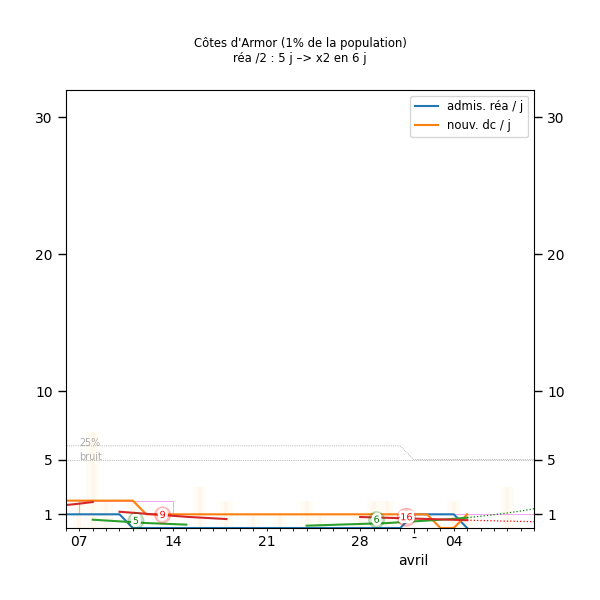 Côtes d'Armor (1% de la population)
réa /2 : 5 j –> x2 en 6 j
admis. réa / j
nouv. dc / j
30 30
20 20
10 10
25%
bruit
5 5
1 1
5 9 6 16
07 14 21 28 - 04
avril